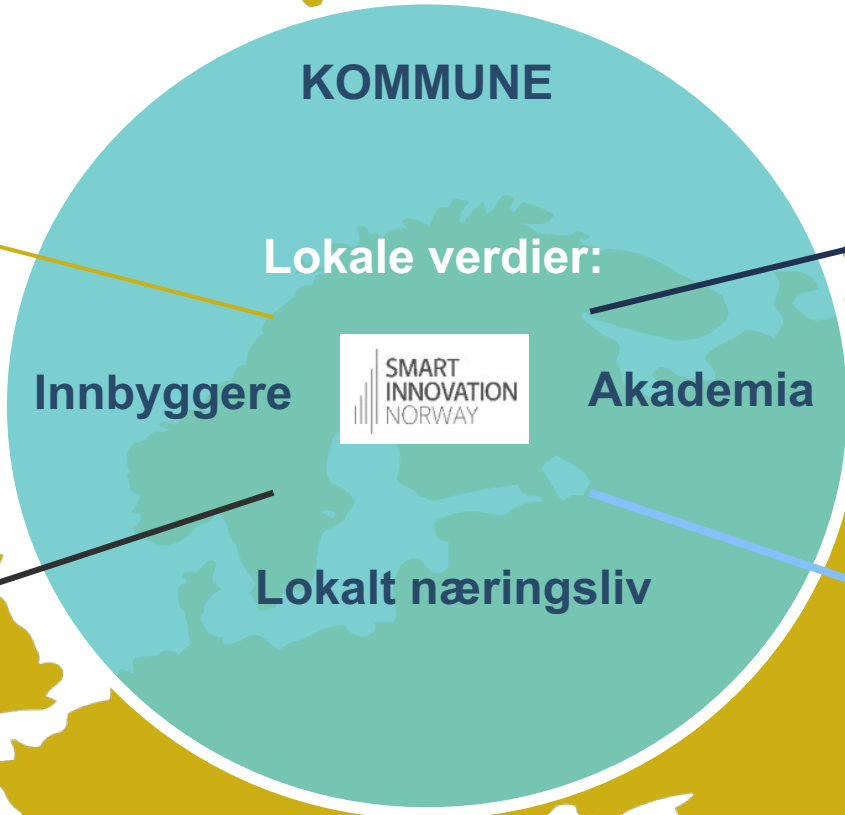 KOMMUNE
Lokale verdier:
Innbyggere
SMART
INNOVATION
NORWAY
Akademia
Lokalt næringsliv